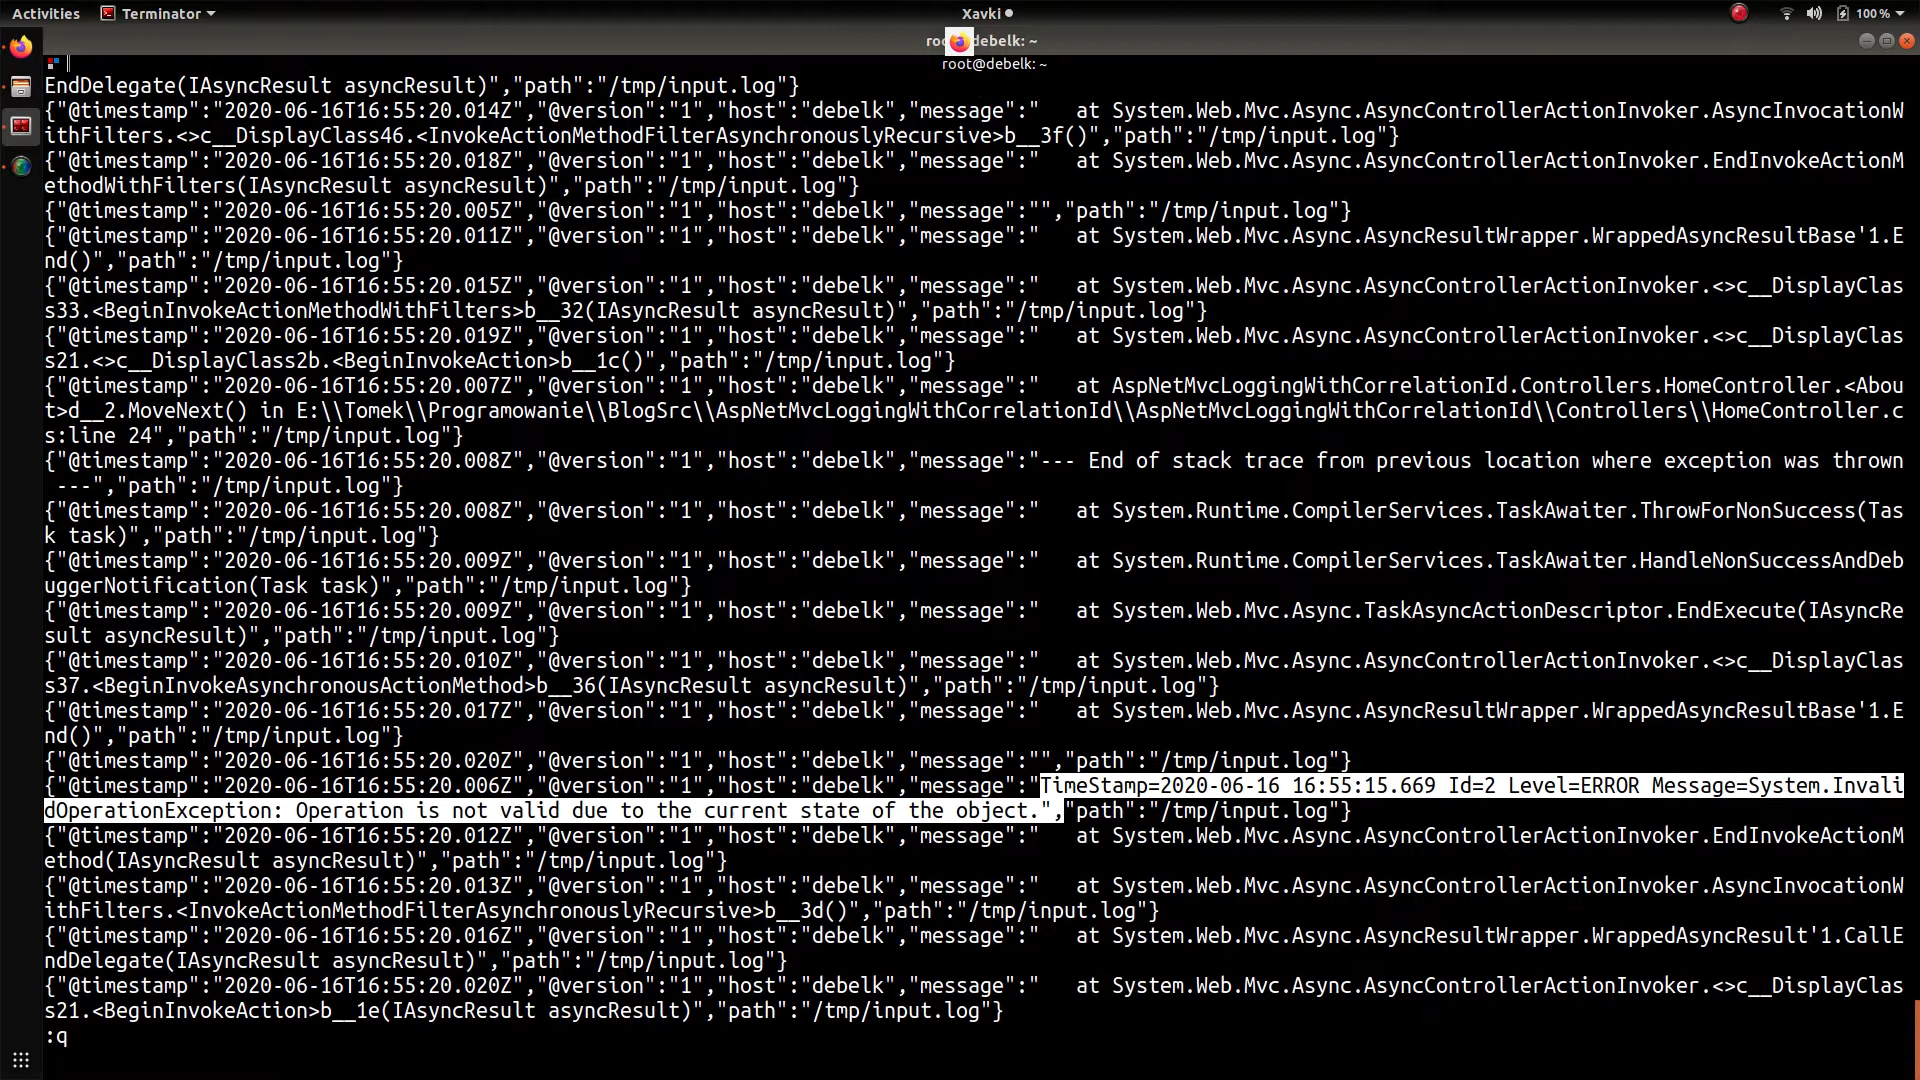 Activities
Terminator
Xavki
100 %
root@debelk: ~
EndDelegate(IAsyncResult asyncResult)","path":"/tmp/input.log"}
{"@timestamp":"2020-06-16T16:55:20.014Z","@version":"1","host":"debelk","message":"   at System.Web.Mvc.Async.AsyncControllerActionInvoker.AsyncInvocationW
ithFilters.<>c__DisplayClass46.<InvokeActionMethodFilterAsynchronouslyRecursive>b__3f()","path":"/tmp/input.log"}
{"@timestamp":"2020-06-16T16:55:20.018Z","@version":"1","host":"debelk","message":"   at System.Web.Mvc.Async.AsyncControllerActionInvoker.EndInvokeActionM
ethodWithFilters(IAsyncResult asyncResult)","path":"/tmp/input.log"}
{"@timestamp":"2020-06-16T16:55:20.005Z","@version":"1","host":"debelk","message":"","path":"/tmp/input.log"}
{"@timestamp":"2020-06-16T16:55:20.011Z","@version":"1","host":"debelk","message":"   at System.Web.Mvc.Async.AsyncResultWrapper.WrappedAsyncResultBase'1.E
nd()","path":"/tmp/input.log"}
{"@timestamp":"2020-06-16T16:55:20.015Z","@version":"1","host":"debelk","message":"   at System.Web.Mvc.Async.AsyncControllerActionInvoker.<>c__DisplayClas
s33.<BeginInvokeActionMethodWithFilters>b__32(IAsyncResult asyncResult)","path":"/tmp/input.log"}
{"@timestamp":"2020-06-16T16:55:20.019Z","@version":"1","host":"debelk","message":"   at System.Web.Mvc.Async.AsyncControllerActionInvoker.<>c__DisplayClas
s21.<>c__DisplayClass2b.<BeginInvokeAction>b__1c()","path":"/tmp/input.log"}
{"@timestamp":"2020-06-16T16:55:20.007Z","@version":"1","host":"debelk","message":"   at AspNetMvcLoggingWithCorrelationId.Controllers.HomeController.<Abou
t>d__2.MoveNext() in E:\\Tomek\\Programowanie\\BlogSrc\\AspNetMvcLoggingWithCorrelationId\\AspNetMvcLoggingWithCorrelationId\\Controllers\\HomeController.c
s:line 24","path":"/tmp/input.log"}
{"@timestamp":"2020-06-16T16:55:20.008Z","@version":"1","host":"debelk","message":"--- End of stack trace from previous location where exception was thrown
 ---","path":"/tmp/input.log"}
{"@timestamp":"2020-06-16T16:55:20.008Z","@version":"1","host":"debelk","message":"   at System.Runtime.CompilerServices.TaskAwaiter.ThrowForNonSuccess(Tas
k task)","path":"/tmp/input.log"}
{"@timestamp":"2020-06-16T16:55:20.009Z","@version":"1","host":"debelk","message":"   at System.Runtime.CompilerServices.TaskAwaiter.HandleNonSuccessAndDeb
uggerNotification(Task task)","path":"/tmp/input.log"}
{"@timestamp":"2020-06-16T16:55:20.009Z","@version":"1","host":"debelk","message":"   at System.Web.Mvc.Async.TaskAsyncActionDescriptor.EndExecute(IAsyncRe
sult asyncResult)","path":"/tmp/input.log"}
{"@timestamp":"2020-06-16T16:55:20.010Z","@version":"1","host":"debelk","message":"   at System.Web.Mvc.Async.AsyncControllerActionInvoker.<>c__DisplayClas
s37.<BeginInvokeAsynchronousActionMethod>b__36(IAsyncResult asyncResult)","path":"/tmp/input.log"}
{"@timestamp":"2020-06-16T16:55:20.017Z","@version":"1","host":"debelk","message":"   at System.Web.Mvc.Async.AsyncResultWrapper.WrappedAsyncResultBase'1.E
nd()","path":"/tmp/input.log"}
{"@timestamp":"2020-06-16T16:55:20.020Z","@version":"1","host":"debelk","message":"","path":"/tmp/input.log"}
{"@timestamp":"2020-06-16T16:55:20.006Z","@version":"1","host":"debelk","message":"TimeStamp=2020-06-16 16:55:15.669 Id=2 Level=ERROR Message=System.Invali
dOperationException: Operation is not valid due to the current state of the object.","path":"/tmp/input.log"}
{"@timestamp":"2020-06-16T16:55:20.012Z","@version":"1","host":"debelk","message":"   at System.Web.Mvc.Async.AsyncControllerActionInvoker.EndInvokeActionM
ethod(IAsyncResult asyncResult)","path":"/tmp/input.log"}
{"@timestamp":"2020-06-16T16:55:20.013Z","@version":"1","host":"debelk","message":"   at System.Web.Mvc.Async.AsyncControllerActionInvoker.AsyncInvocationW
ithFilters.<InvokeActionMethodFilterAsynchronouslyRecursive>b__3d()","path":"/tmp/input.log"}
{"@timestamp":"2020-06-16T16:55:20.016Z","@version":"1","host":"debelk","message":"   at System.Web.Mvc.Async.AsyncResultWrapper.WrappedAsyncResult'1.CallE
ndDelegate(IAsyncResult asyncResult)","path":"/tmp/input.log"}
{"@timestamp":"2020-06-16T16:55:20.020Z","@version":"1","host":"debelk","message":"   at System.Web.Mvc.Async.AsyncControllerActionInvoker.<>c__DisplayClas
s21.<BeginInvokeAction>b__1e(IAsyncResult asyncResult)","path":"/tmp/input.log"}
:q